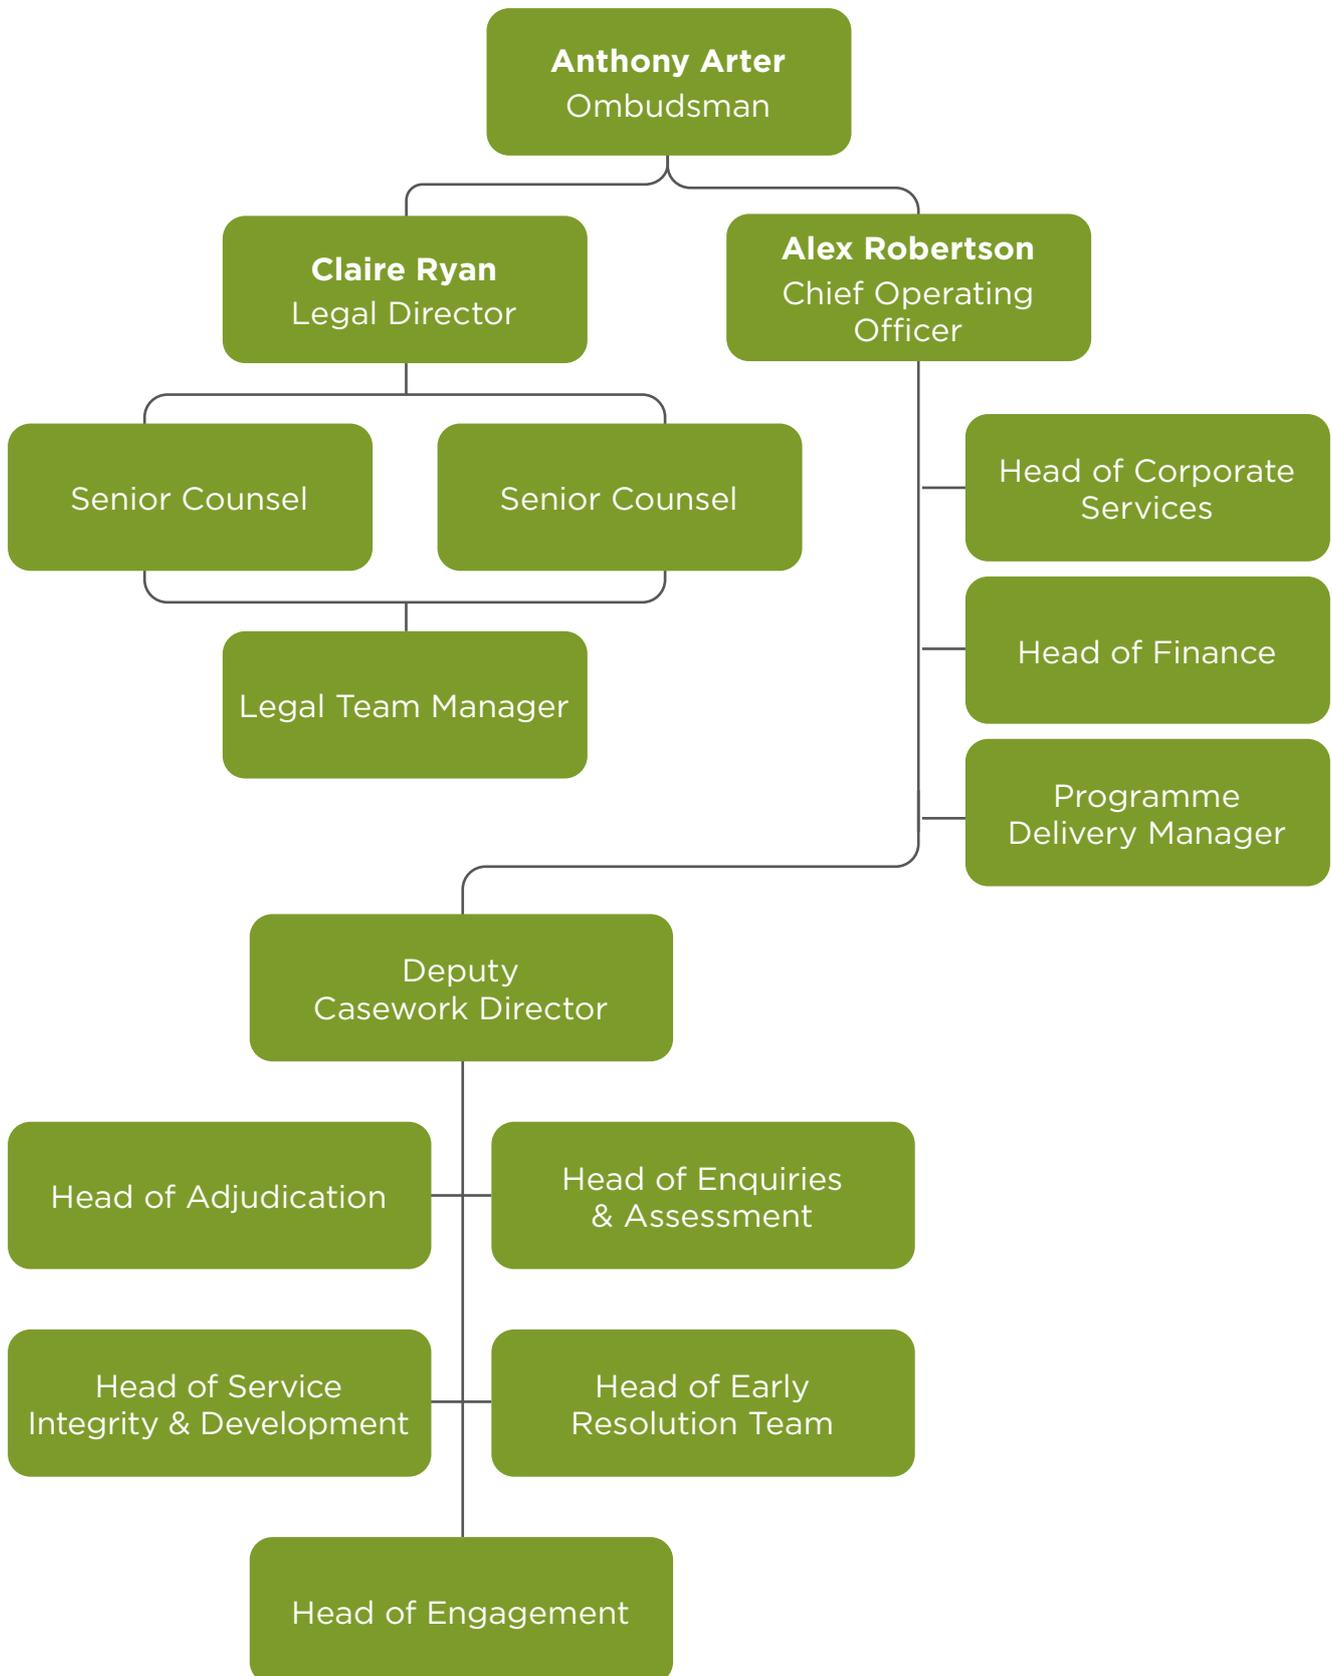 Anthony Arter
Ombudsman
Claire Ryan
Legal Director
Alex Robertson
Chief Operating
Officer
Senior Counsel
Senior Counsel
Head of Corporate
Services
Head of Finance
Legal Team Manager
Programme
Delivery Manager
Deputy
Casework Director
Head of Adjudication
Head of Enquiries
& Assessment
Head of Service
Integrity & Development
Head of Early
Resolution Team
Head of Engagement